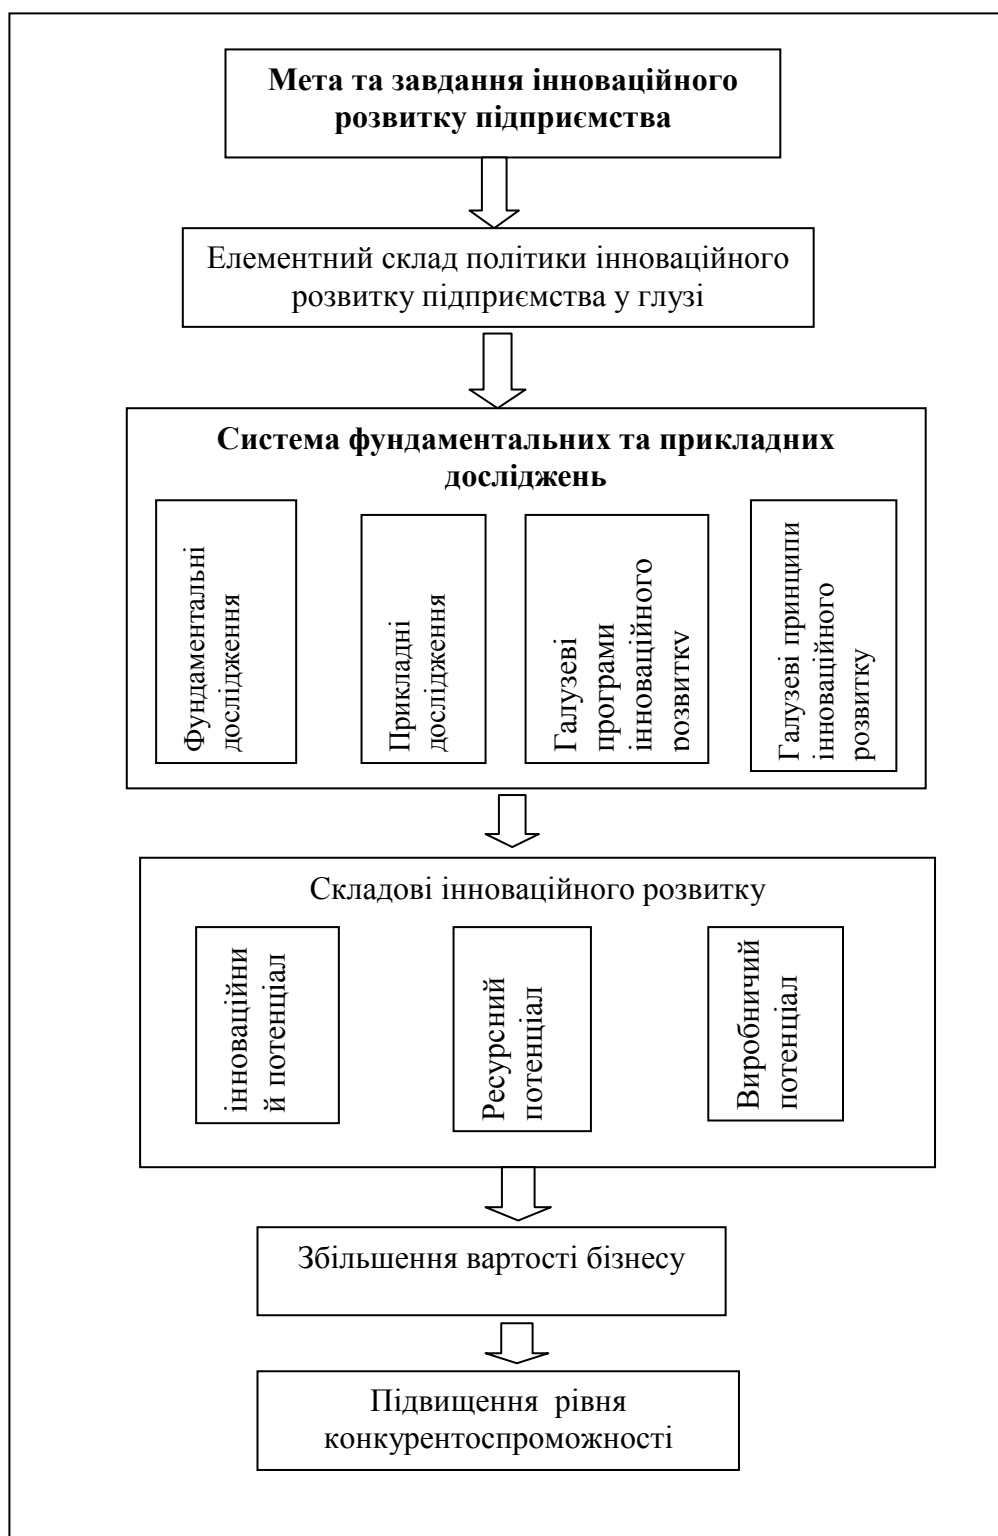 Мета та завдання інноваційного
розвитку підприємства
Елементний склад політики інноваційного
розвитку підприємства у глузі
Система фундаментальних та прикладних
досліджень
Фундаментальні
дослідження
Прикладні
дослідження
Галузеві
програми
інноваційного
розвитку
Галузеві принципи
інноваційного
розвитку
Складові інноваційного розвитку
інноваційни
й потенціал
Ресурсний
потенціал
Виробничий
потенціал
Збільшення вартості бізнесу
Підвищення  рівня
конкурентоспроможності